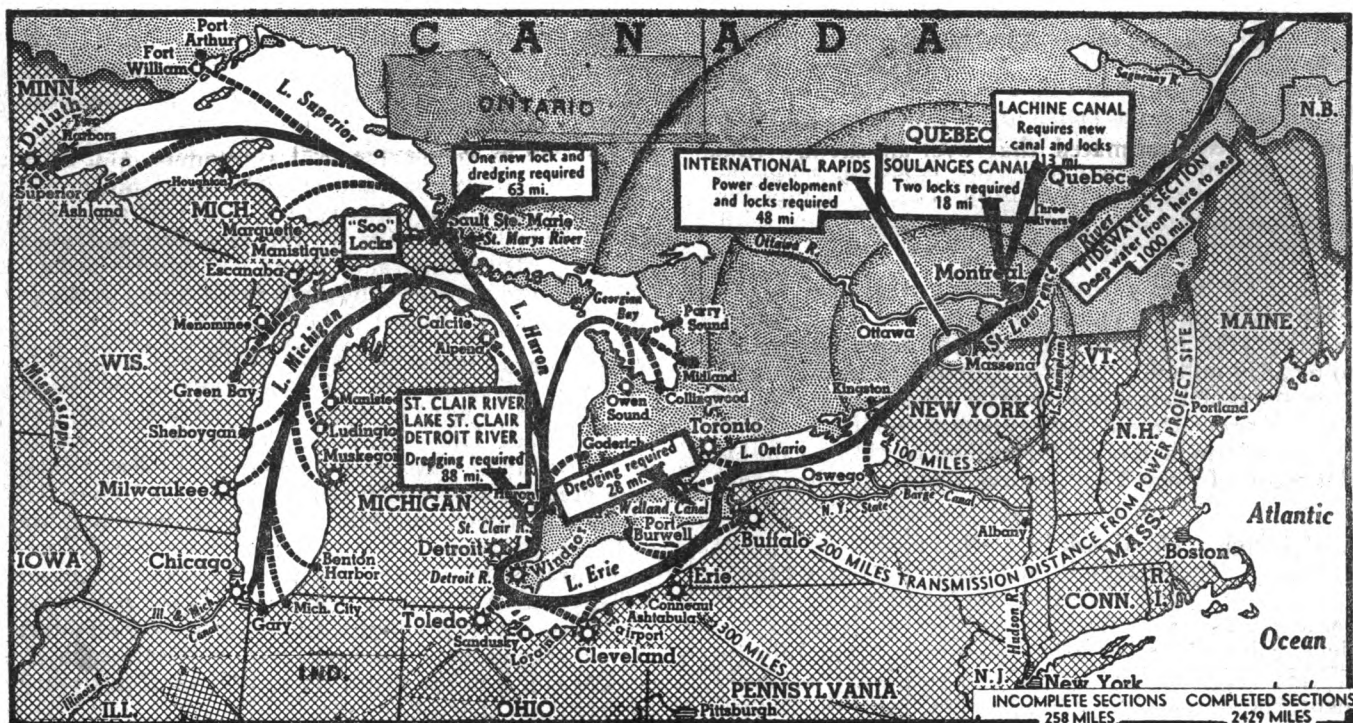 CANADA
Port
Arthur
Fort
William
MINN.
Duluth
Two
Harbors
Superior
Ashland
L. Superior
Houghton
MICH.
Marquette
Manistique
Escanaba
Menominee
WIS.
Green Bay
Mississippi
Sheboygan
Milwaukee
IOWA
Chicago
Ill. & Mich
Canal
Illinois R.
ILL.
Gary
Mich. City
Benton
Harbor
IND.
L. Michigan
Manistee
Ludington
Muskegon
MICHIGAN
"Soo"
Locks
ONTARIO
One new lock and
dredging required
63 mi.
Sault Ste. Marie
St. Marys River
Calcite
Alpena
L. Huron
Georgian
Bay
Parry
Sound
Midland
Collingwood
Owen
Sound
Goderich
ST. CLAIR RIVER
LAKE ST. CLAIR
DETROIT RIVER
Dredging required
88 mi.
Huron
St. Clair R.
Detroit
Detroit R.
Windsor
Toledo
Sandusky
Lorain
Cleveland
Fairport
Ashtabula
Conneaut
Erie
L. Erie
Port
Burwell
OHIO
Dredging required
28 mi.
Welland Canal
Toronto
L. Ontario
Buffalo
Oswego
Kingston
N.Y. State Barge Canal
Albany
NEW YORK
100 MILES
200 MILES TRANSMISSION DISTANCE FROM POWER PROJECT SITE
300 MILES
PENNSYLVANIA
Pittsburgh
INTERNATIONAL RAPIDS
Power development
and locks required
48 mi
QUEBEC
SOULANGES CANAL
Two locks required
18 mi
LACHINE CANAL
Requires new
canal and locks
13 mi.
Quebec
Three
Rivers
Saguenay R.
N.B.
TIDEWATER SECTION
Deep water from here to sea
1000 mi.
Ottawa R.
Ottawa
Montreal
St. Lawrence
River
Massena
L. Champlain
VT.
MAINE
Portland
N.H.
MASS.
Boston
R.
I.
CONN.
Hudson R.
N.J.
New York
Atlantic
Ocean
INCOMPLETE SECTIONS
258 MILES
COMPLETED SECTIONS
2429 MILES